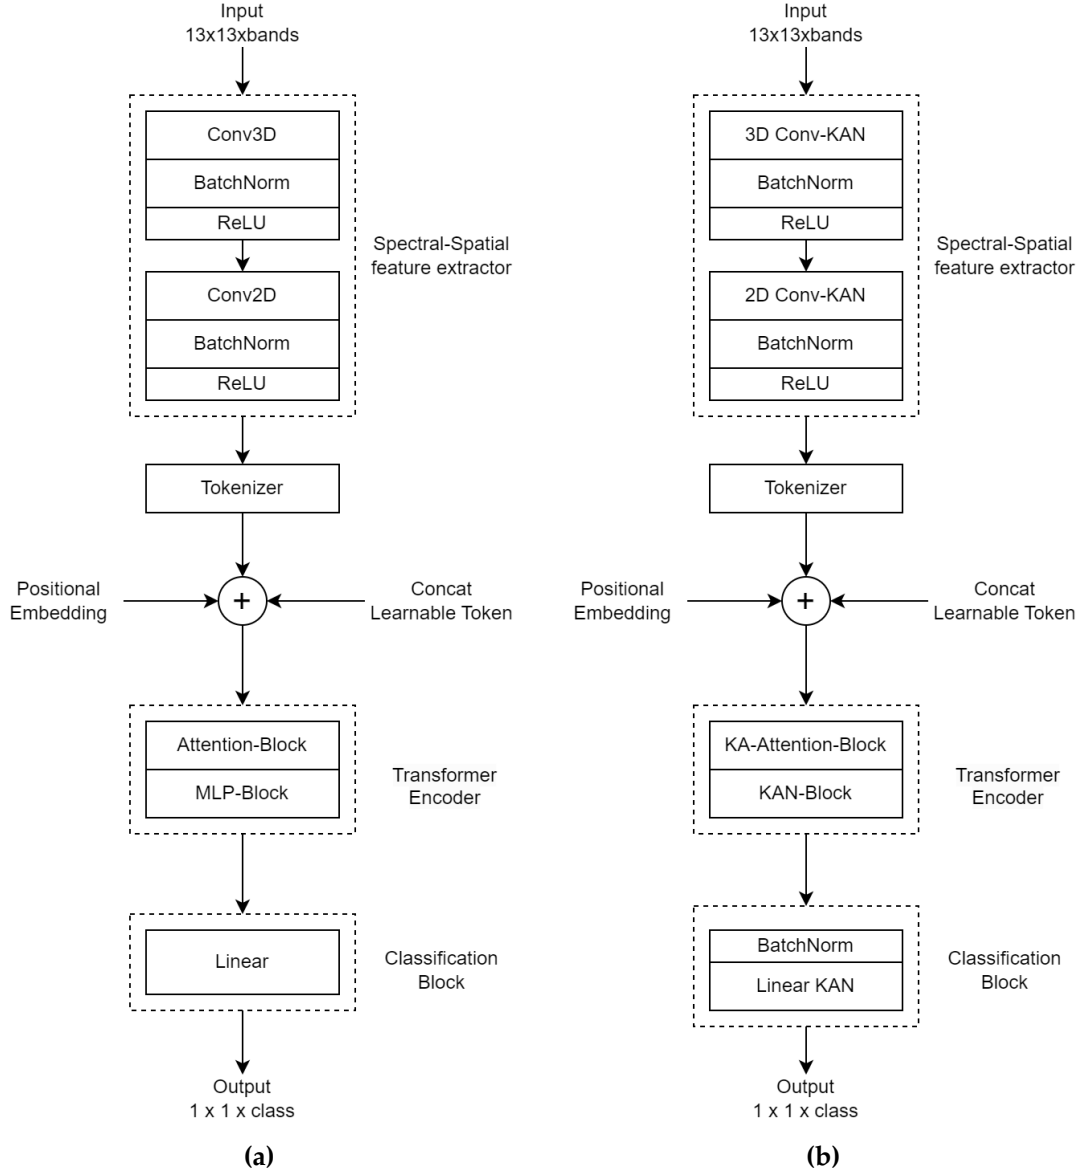 Input
13x13xbands
Conv3D
BatchNorm
ReLU
Conv2D
BatchNorm
ReLU
Spectral-Spatial
feature extractor
Tokenizer
Positional
Embedding
+
Concat
Learnable Token
Attention-Block
MLP-Block
Transformer
Encoder
Linear
Classification
Block
Output
1 x 1 x class
(a)
Input
13x13xbands
3D Conv-KAN
BatchNorm
ReLU
2D Conv-KAN
BatchNorm
ReLU
Spectral-Spatial
feature extractor
Tokenizer
Positional
Embedding
+
Concat
Learnable Token
KA-Attention-Block
KAN-Block
Transformer
Encoder
BatchNorm
Linear KAN
Classification
Block
Output
1 x 1 x class
(b)